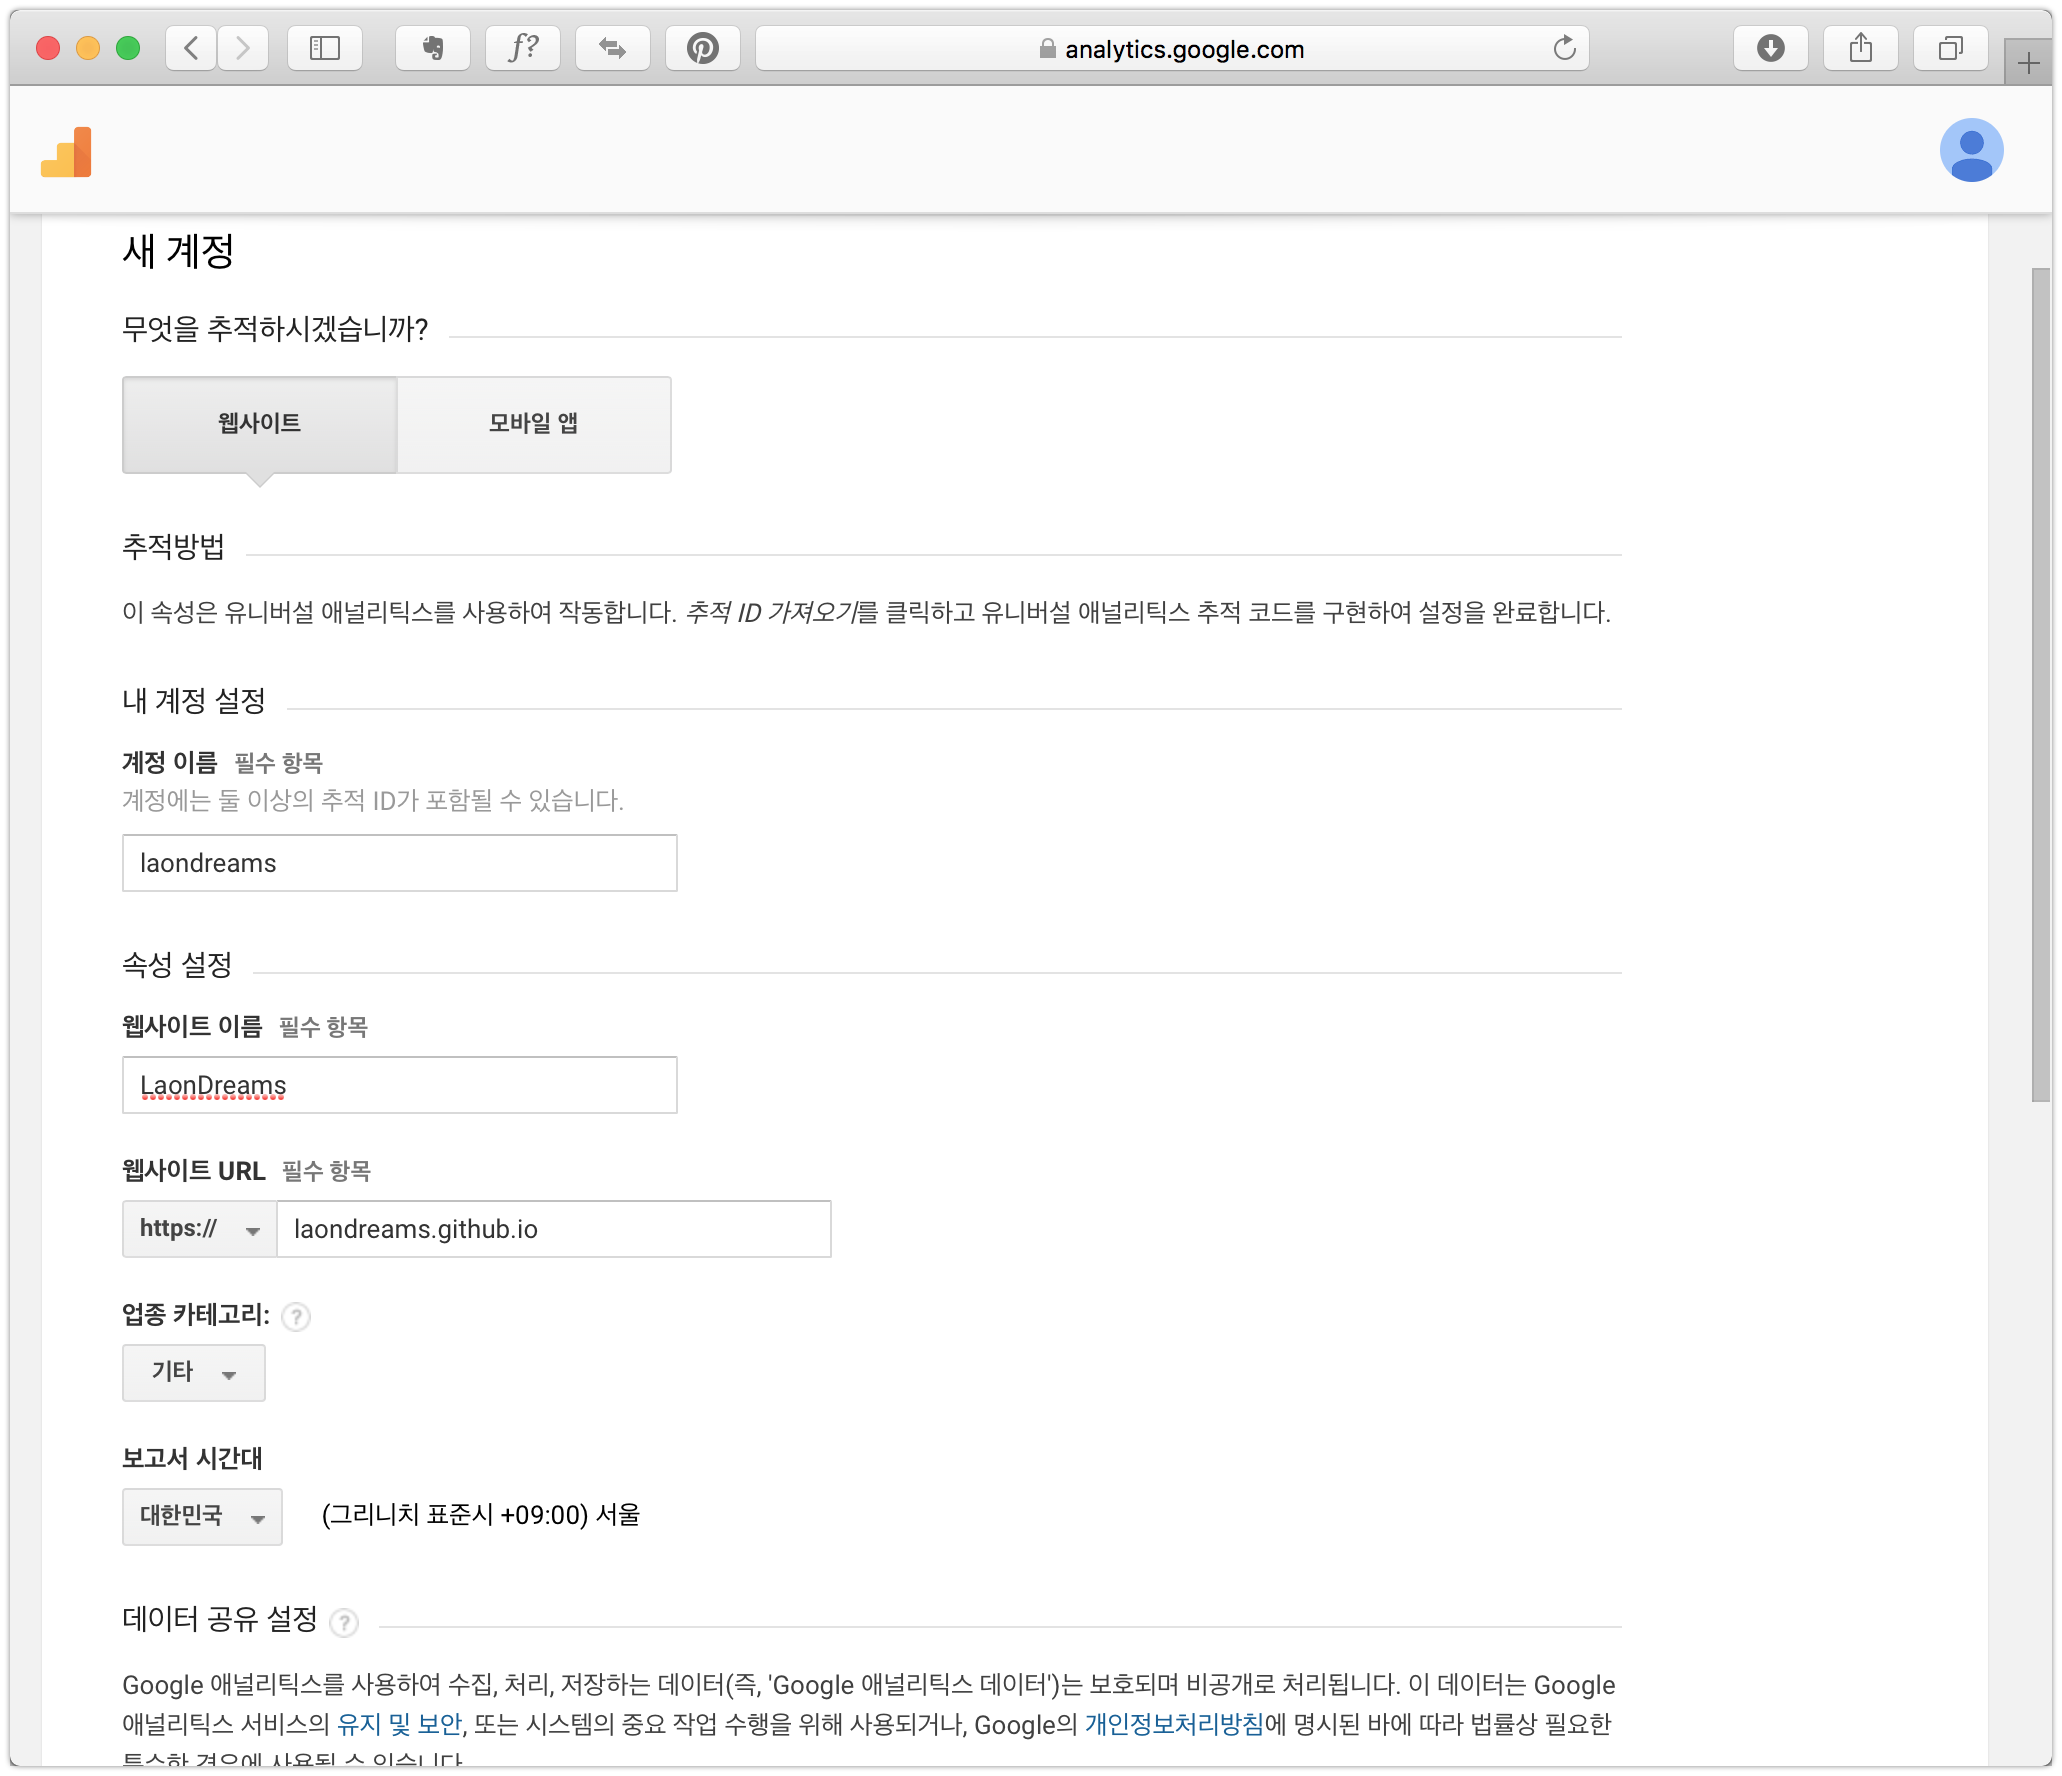 f?
analytics.google.com
새 계정
무엇을 추적하시겠습니까?
웹사이트
모바일 앱
추적방법
이 속성은 유니버설 애널리틱스를 사용하여 작동합니다. 추적 ID 가져오기를 클릭하고 유니버설 애널리틱스 추적 코드를 구현하여 설정을 완료합니다.
내 계정 설정
계정 이름 필수 항목
계정에는 둘 이상의 추적 ID가 포함될 수 있습니다.
laondreams
속성 설정
웹사이트 이름 필수 항목
LaonDreams
웹사이트 URL 필수 항목
https:// laondreams.github.io
업종 카테고리: ?
기타
보고서 시간대
대한민국 (그리니치 표준시 +09:00) 서울
데이터 공유 설정 ?
Google 애널리틱스를 사용하여 수집, 처리, 저장하는 데이터(즉, 'Google 애널리틱스 데이터')는 보호되며 비공개로 처리됩니다. 이 데이터는 Google
애널리틱스 서비스의 유지 및 보안, 또는 시스템의 중요 작업 수행을 위해 사용되거나, Google의 개인정보처리방침에 명시된 바에 따라 법률상 필요한
특수한 경우에 사용될 수 있습니다.